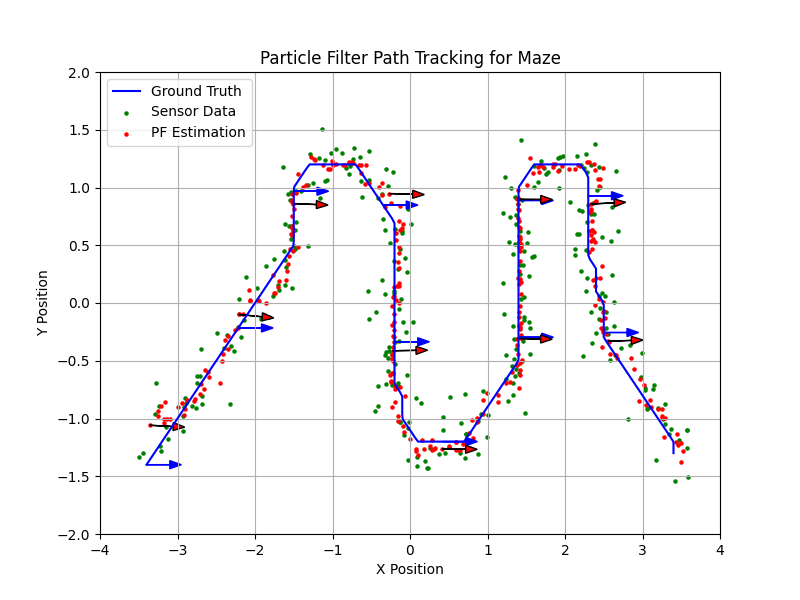 Particle Filter Path Tracking for Maze
Ground Truth
Sensor Data
PF Estimation
2.0
1.5
1.0
0.5
0.0
−0.5
−1.0
−1.5
−2.0
Y Position
−4 −3 −2 −1 0 1 2 3 4
X Position